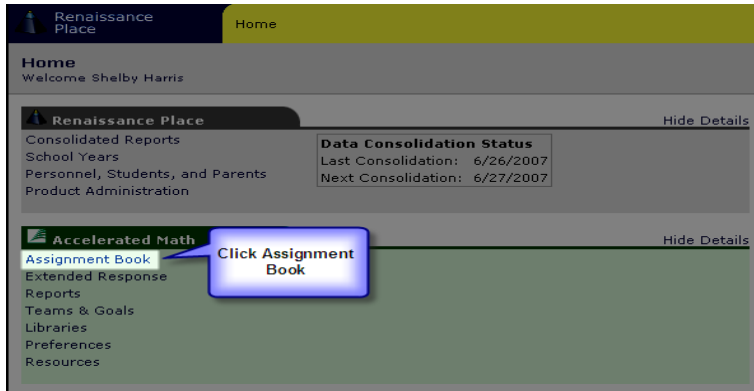 Renaissance
Place
Home
Home
Welcome Shelby Harris
Renaissance Place
Hide Details
Consolidated Reports
School Years
Personnel, Students, and Parents
Product Administration
Data Consolidation Status
Last Consolidation: 6/26/2007
Next Consolidation: 6/27/2007
Accelerated Math
Hide Details
Assignment Book
Extended Response
Reports
Teams & Goals
Libraries
Preferences
Resources
Click Assignment
Book